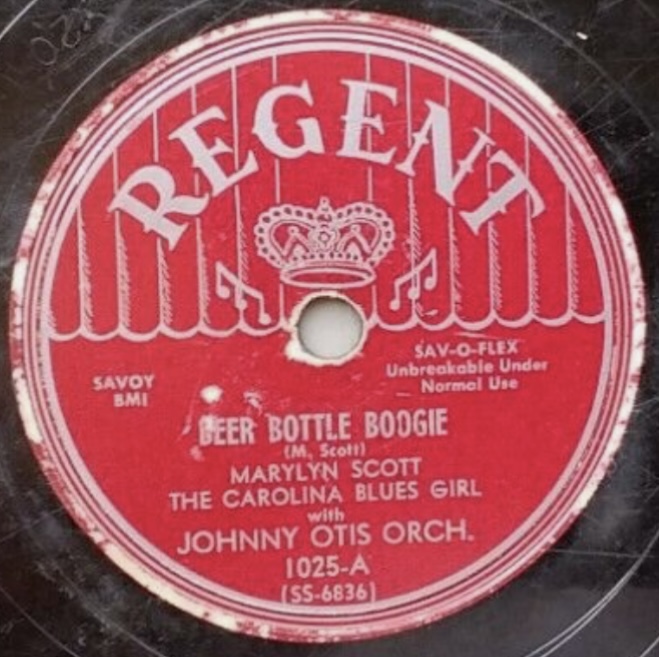 REGENT
SAV-O-FLEX
Unbreakable Under
Normal Use
SAVOY
BMI
BEER BOTTLE BOOGIE
(M. Scott)
MARYLYN SCOTT
THE CAROLINA BLUES GIRL
with
JOHNNY OTIS ORCH.
1025-A
(SS-6836)